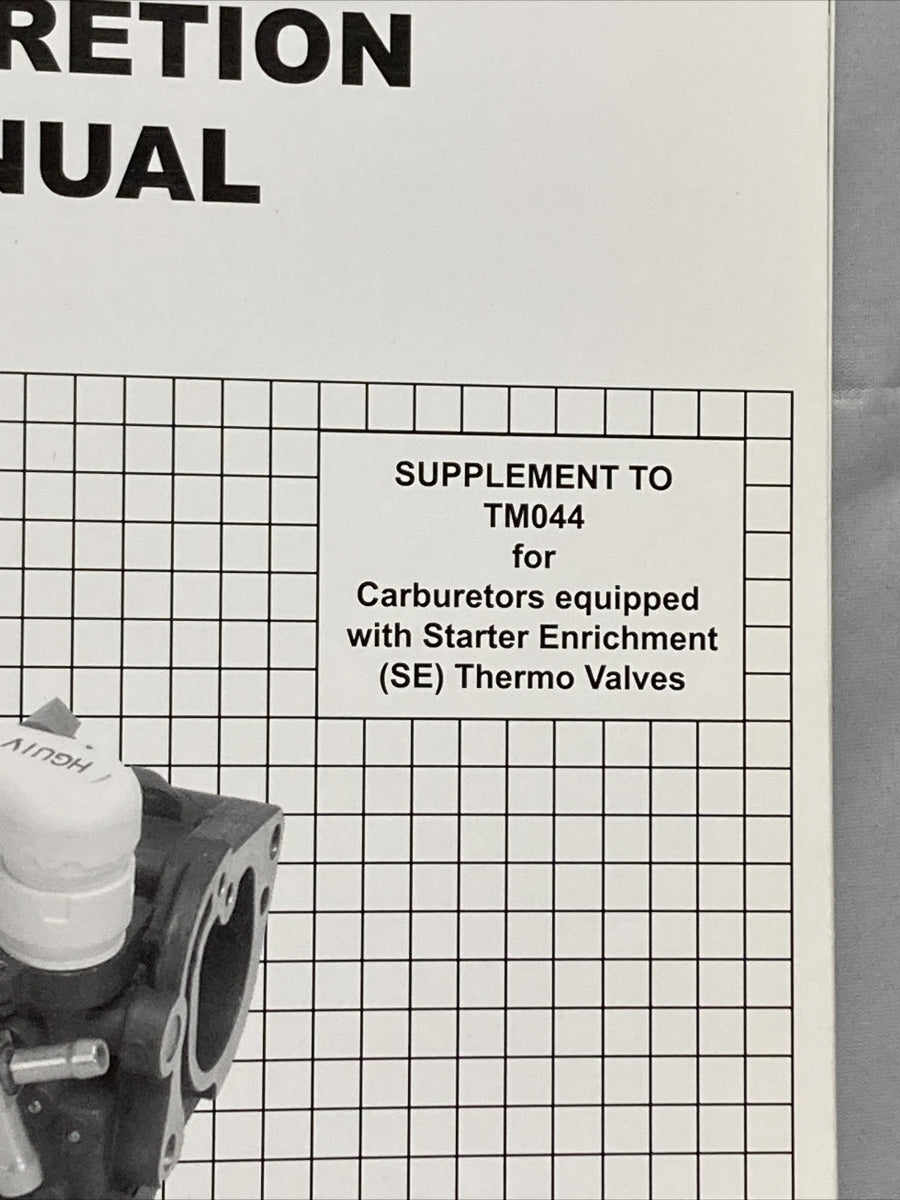 RETION
NUAL
SUPPLEMENT TO
TM044
for
Carburetors equipped
with Starter Enrichment
(SE) Thermo Valves